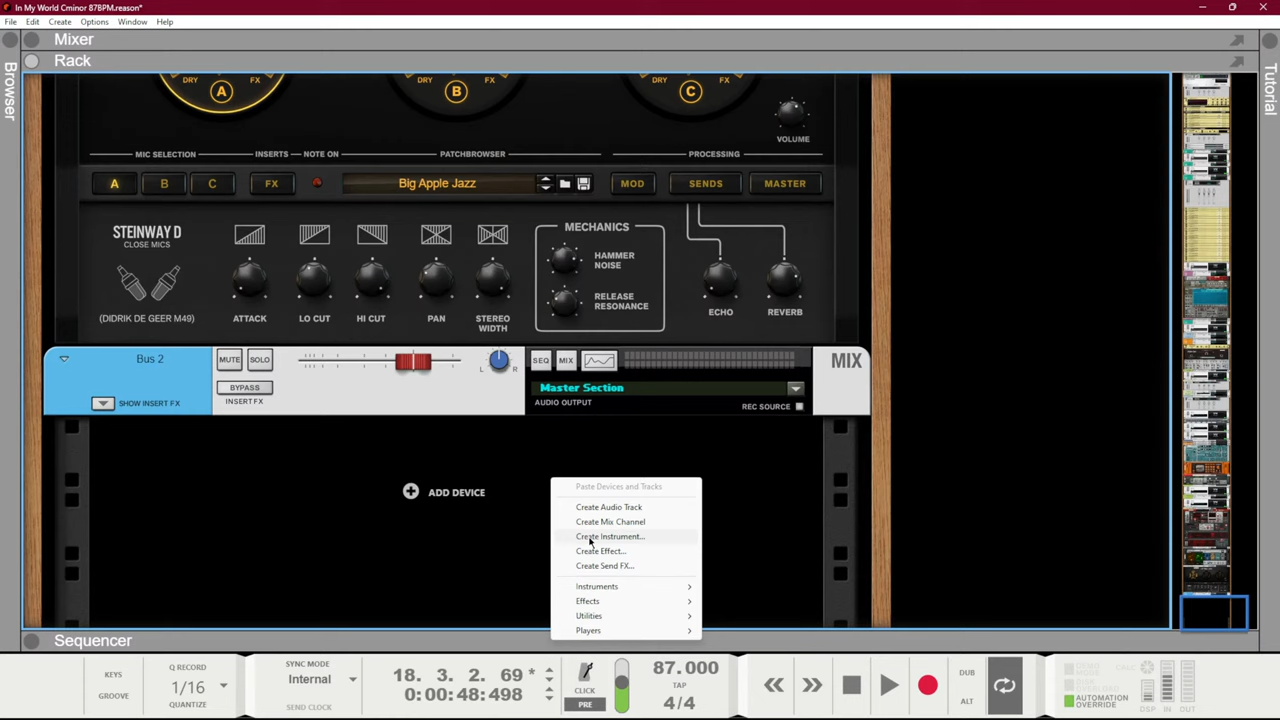 In My World Cminor 87BPM.reason*
File Edit Create Options Window Help
Mixer
Rack
Browser
Tutorial
DRY FX DRY FX DRY FX
A B C
VOLUME
MIC SELECTION INSERTS NOTE ON PATCHBROWSER PROCESSING
A B C FX Big Apple Jazz MOD SENDS MASTER
STEINWAY D
CLOSE MICS
(DIDRIK DE GEER M49)
ATTACK LO CUT HI CUT PAN STEREO WIDTH
MECHANICS
HAMMER NOISE
RELEASE RESONANCE
ECHO REVERB
Bus 2 MUTE SOLO L R SEQ MIX MIX
BYPASS Master Section
SHOW INSERT FX INSERT FX AUDIO OUTPUT REC SOURCE
ADD DEVICE
Paste Devices and Tracks
Create Audio Track
Create Mix Channel
Create Instrument...
Create Effect...
Create Send FX...
Instruments
Effects
Utilities
Players
Sequencer
KEYS
GROOVE
Q RECORD
1/16
QUANTIZE
SYNC MODE
Internal
SEND CLOCK
18. 3. 2. 69 *
0:00:48:498
CLICK
PRE
87.000
TAP
4/4
DUB
ALT
CALC
AUTOMATION OVERRIDE
DSP IN OUT